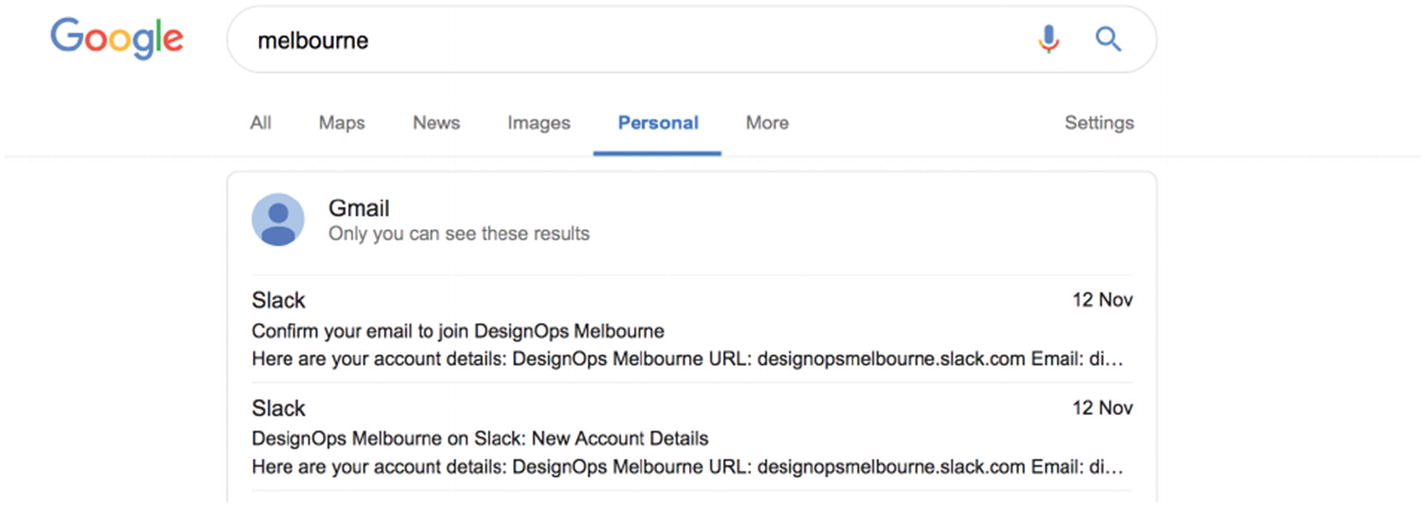 Google
melbourne
All Maps News Images Personal More Settings
Gmail
Only you can see these results
Slack 12 Nov
Confirm your email to join DesignOps Melbourne
Here are your account details: DesignOps Melbourne URL: designopsmelbourne.slack.com Email: di…
Slack 12 Nov
DesignOps Melbourne on Slack: New Account Details
Here are your account details: DesignOps Melbourne URL: designopsmelbourne.slack.com Email: di…